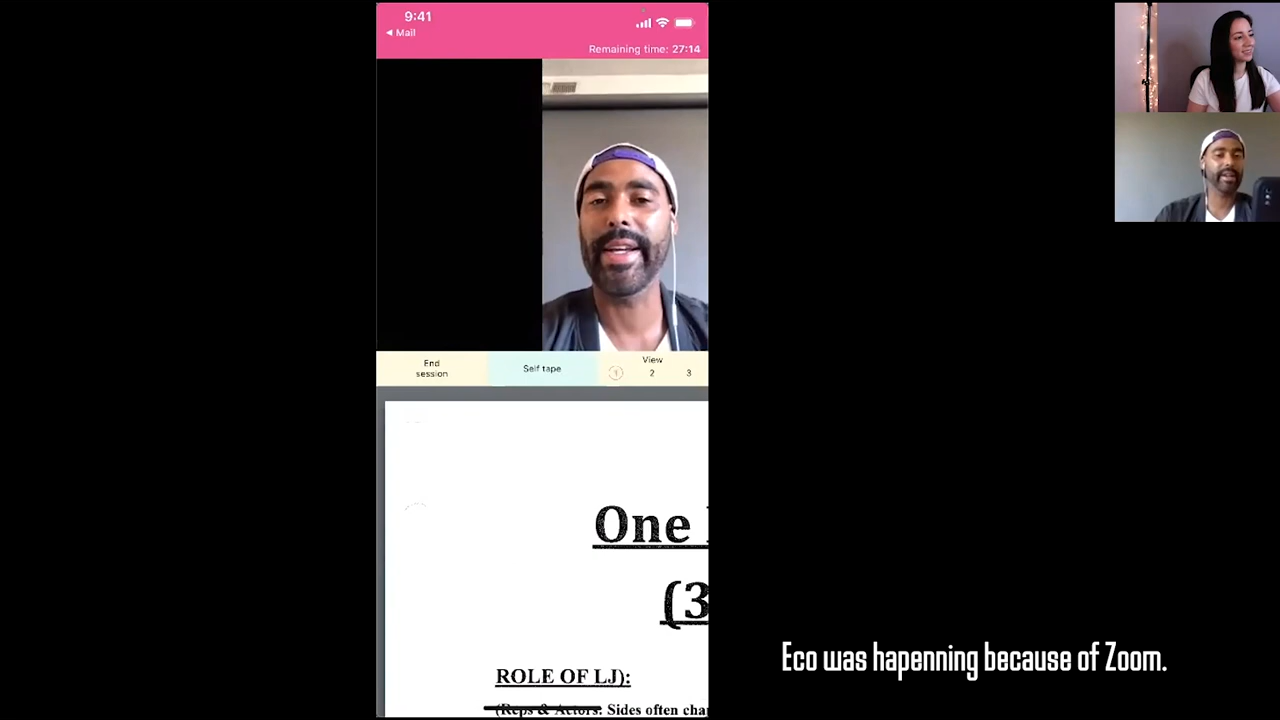 9:41
◀ Mail
Remaining time: 27:14
End
session
Self tape
View
1 2 3
One
(3
ROLE OF LJ):
(Reps & Actors: Sides often cha
Eco was hapenning because of Zoom.